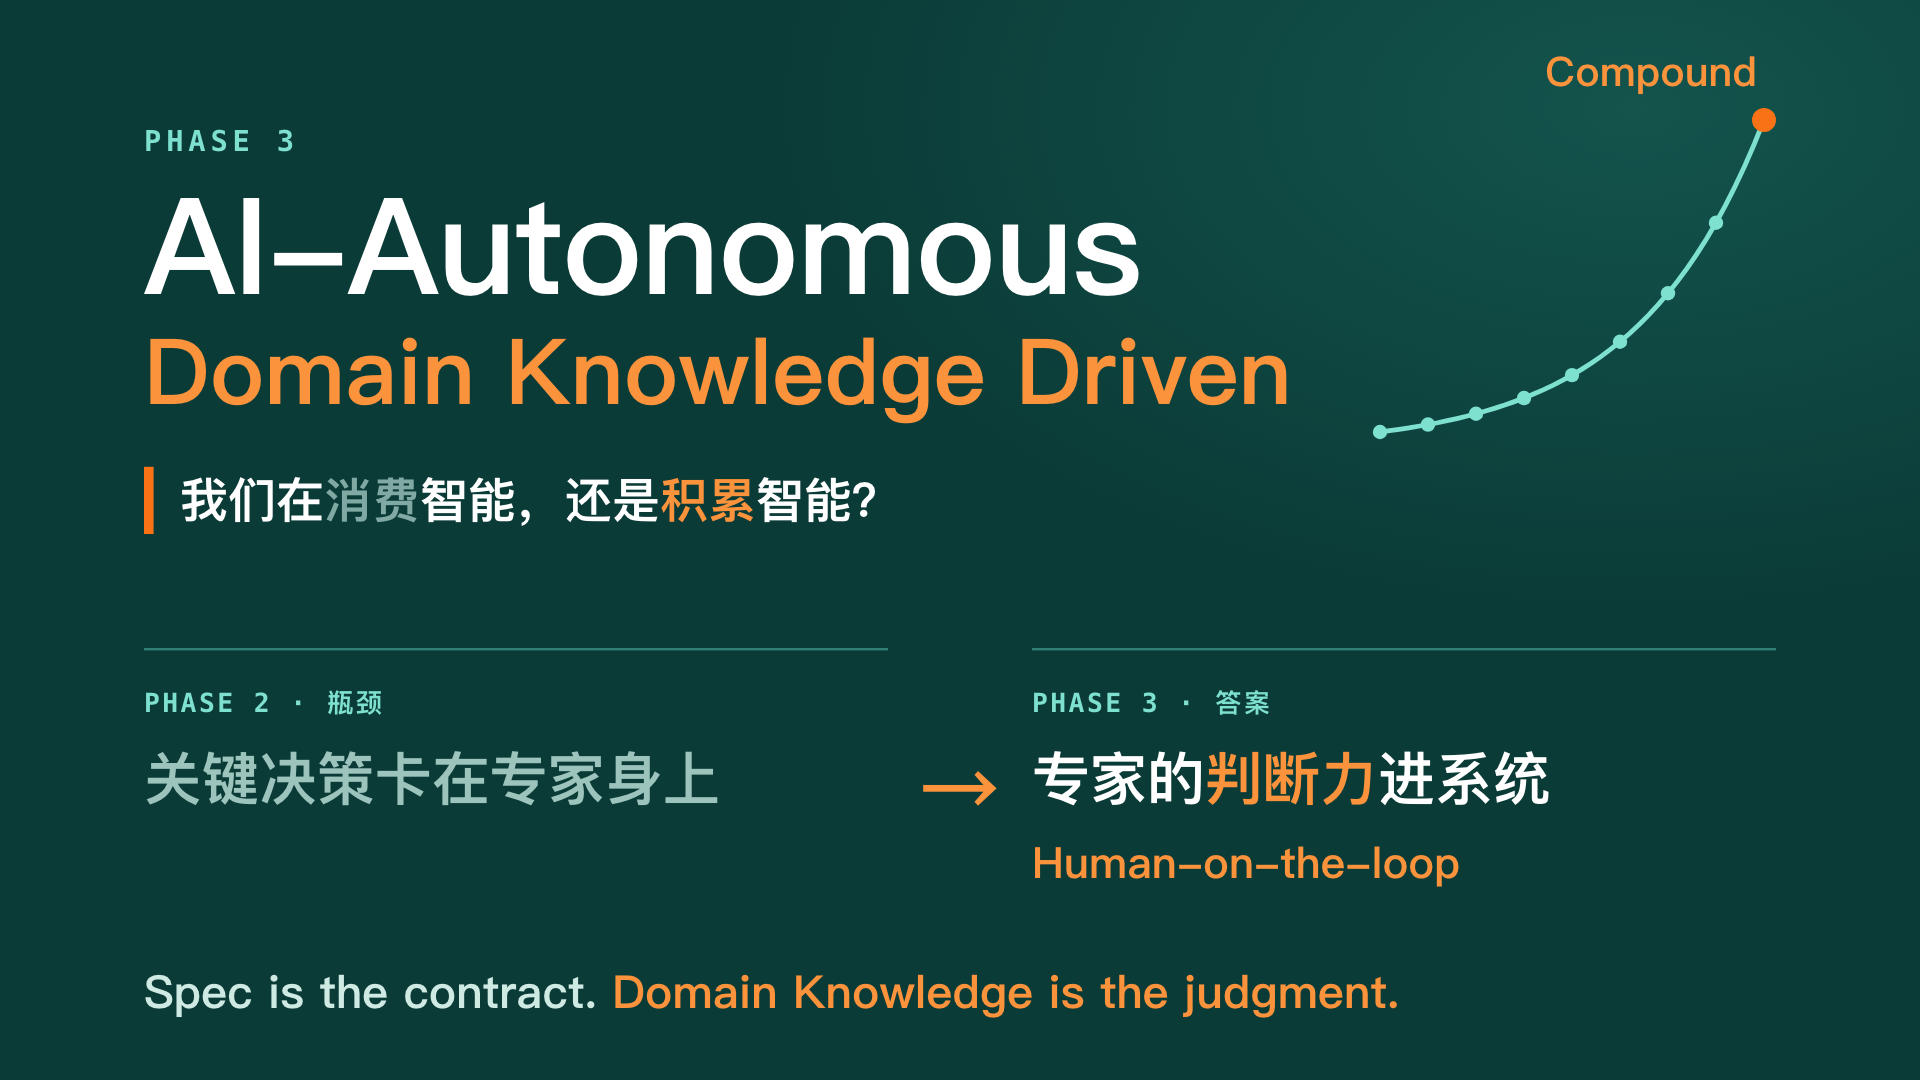 Compound
PHASE 3
AI-Autonomous
Domain Knowledge Driven
我们在消费智能，还是积累智能？
PHASE 2 · 瓶颈
关键决策卡在专家身上
→
PHASE 3 · 答案
专家的判断力进系统
Human-on-the-loop
Spec is the contract. Domain Knowledge is the judgment.